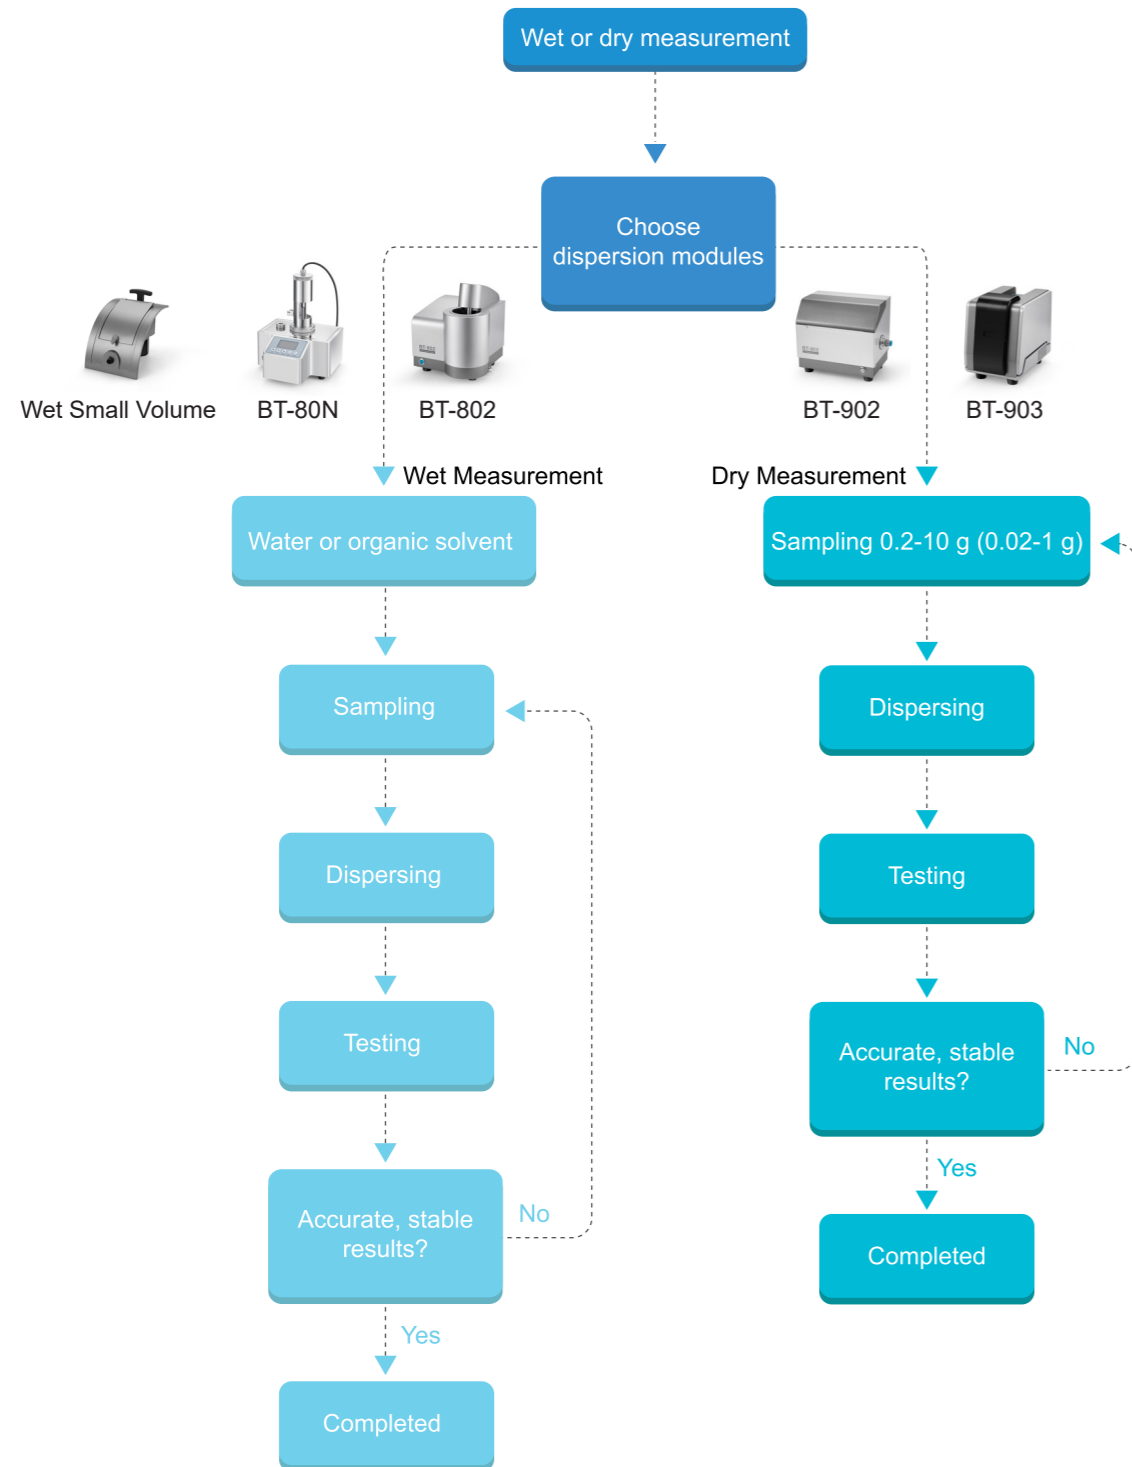 Wet or dry measurement
Choose
dispersion modules
Wet Small Volume
BT-80N
BT-802
BT-902
BT-903
Wet Measurement
Dry Measurement
Water or organic solvent
Sampling
Dispersing
Testing
Accurate, stable
results?
No
Yes
Completed
Sampling 0.2-10 g (0.02-1 g)
Dispersing
Testing
Accurate, stable
results?
No
Yes
Completed